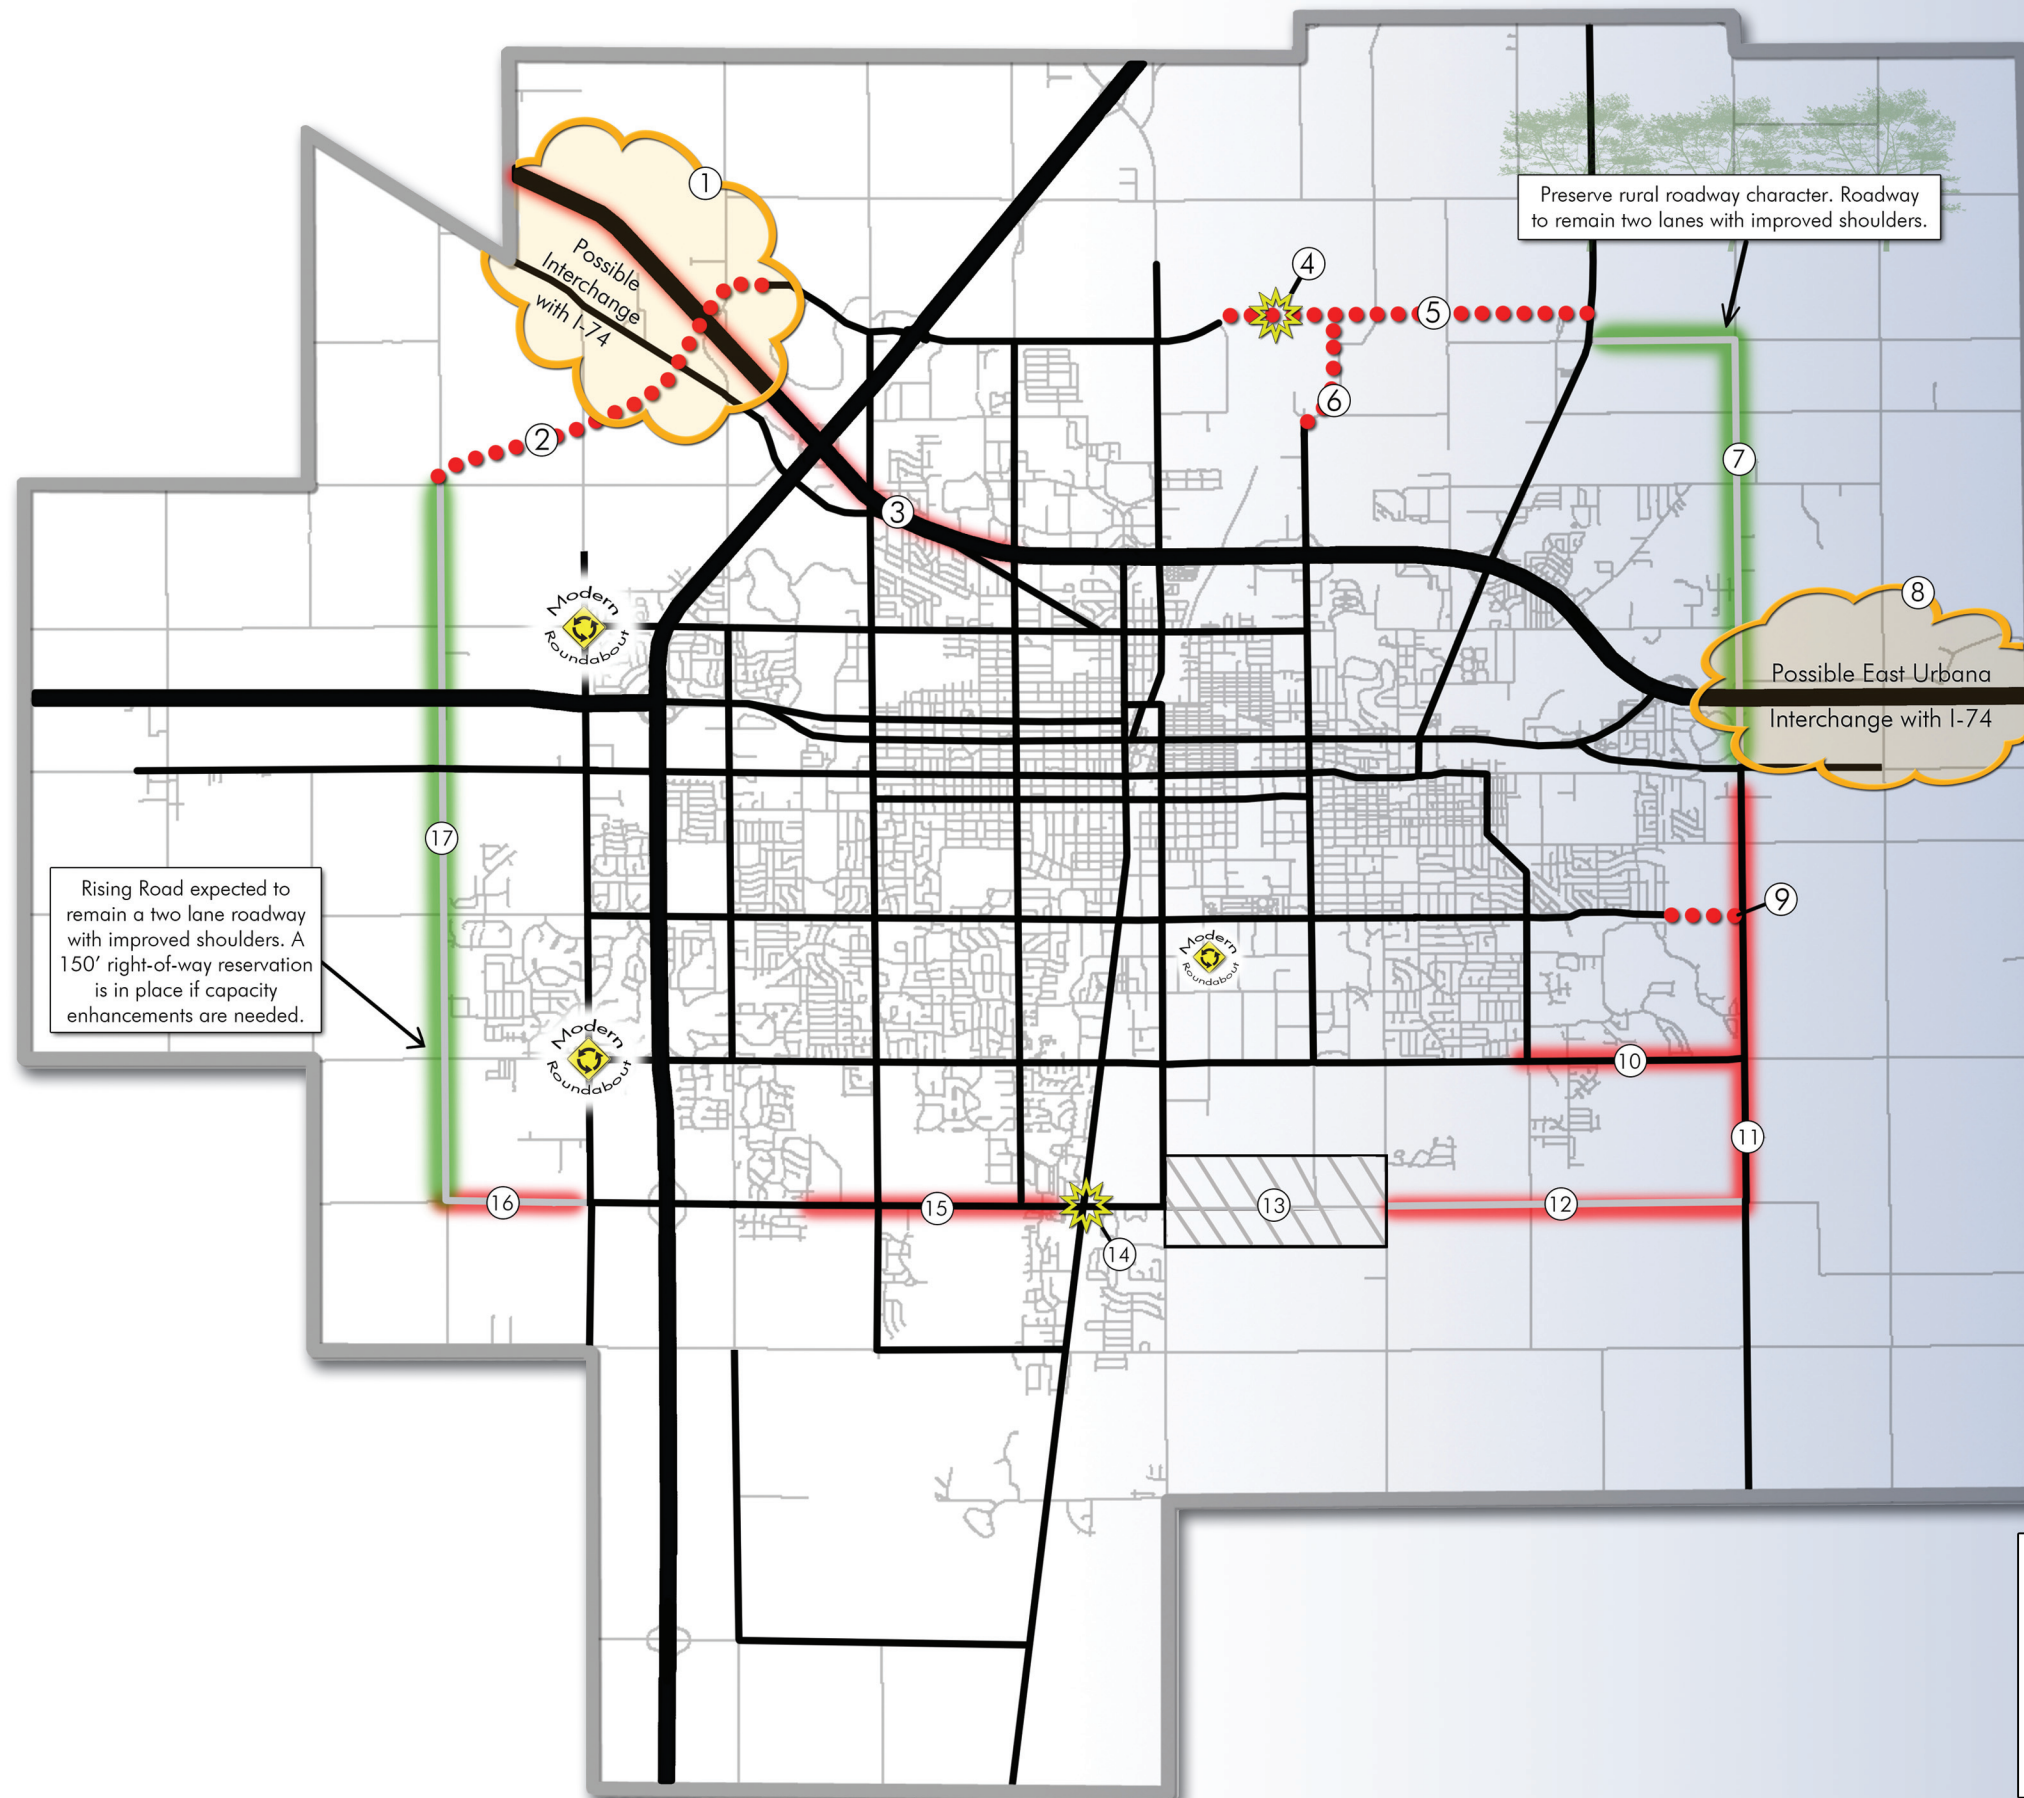 1
Possible
Interchange
with I-74
2
3
4
Preserve rural roadway character. Roadway
to remain two lanes with improved shoulders.
5
6
7
8
Possible East Urbana
Interchange with I-74
Modern
Roundabout
17
Rising Road expected to
remain a two lane roadway
with improved shoulders. A
150' right-of-way reservation
is in place if capacity
enhancements are needed.
9
Modern
Roundabout
Modern
Roundabout
10
11
16
15
13
12
14